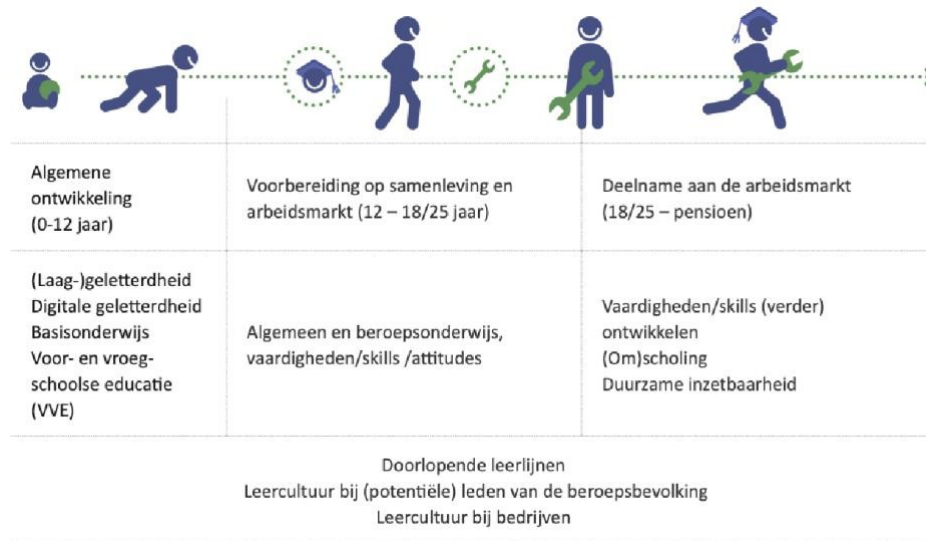 Algemene
ontwikkeling
(0-12 jaar)
Voorbereiding op samenleving en
arbeidsmarkt (12 – 18/25 jaar)
Deelname aan de arbeidsmarkt
(18/25 – pensioen)
(Laag-)geletterdheid
Digitale geletterdheid
Basisonderwijs
Voor- en vroeg-
schoolse educatie
(VVE)
Algemeen en beroepsonderwijs,
vaardigheden/skills /attitudes
Vaardigheden/skills (verder)
ontwikkelen
(Om)scholing
Duurzame inzetbaarheid
Doorlopende leerlijnen
Leercultuur bij (potentiële) leden van de beroepsbevolking
Leercultuur bij bedrijven